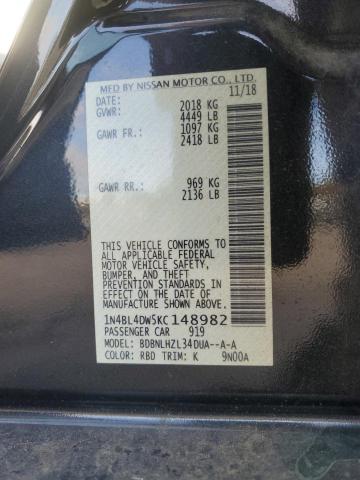 MFD BY NISSAN MOTOR CO., LTD.
DATE: 11/18
GVWR: 2018 KG
4449 LB
GAWR FR: 1097 KG
2418 LB
GAWR RR: 969 KG
2136 LB
THIS VEHICLE CONFORMS TO
ALL APPLICABLE FEDERAL
MOTOR VEHICLE SAFETY,
BUMPER, AND THEFT
PREVENTION STANDARDS
IN EFFECT ON THE DATE OF
MANUFACTURE SHOWN
ABOVE.
1N4BL4DW5KC148982
PASSENGER CAR 919
MODEL: BDBNLHZL34DUA--A-A
COLOR: RBD TRIM: K 9N00A